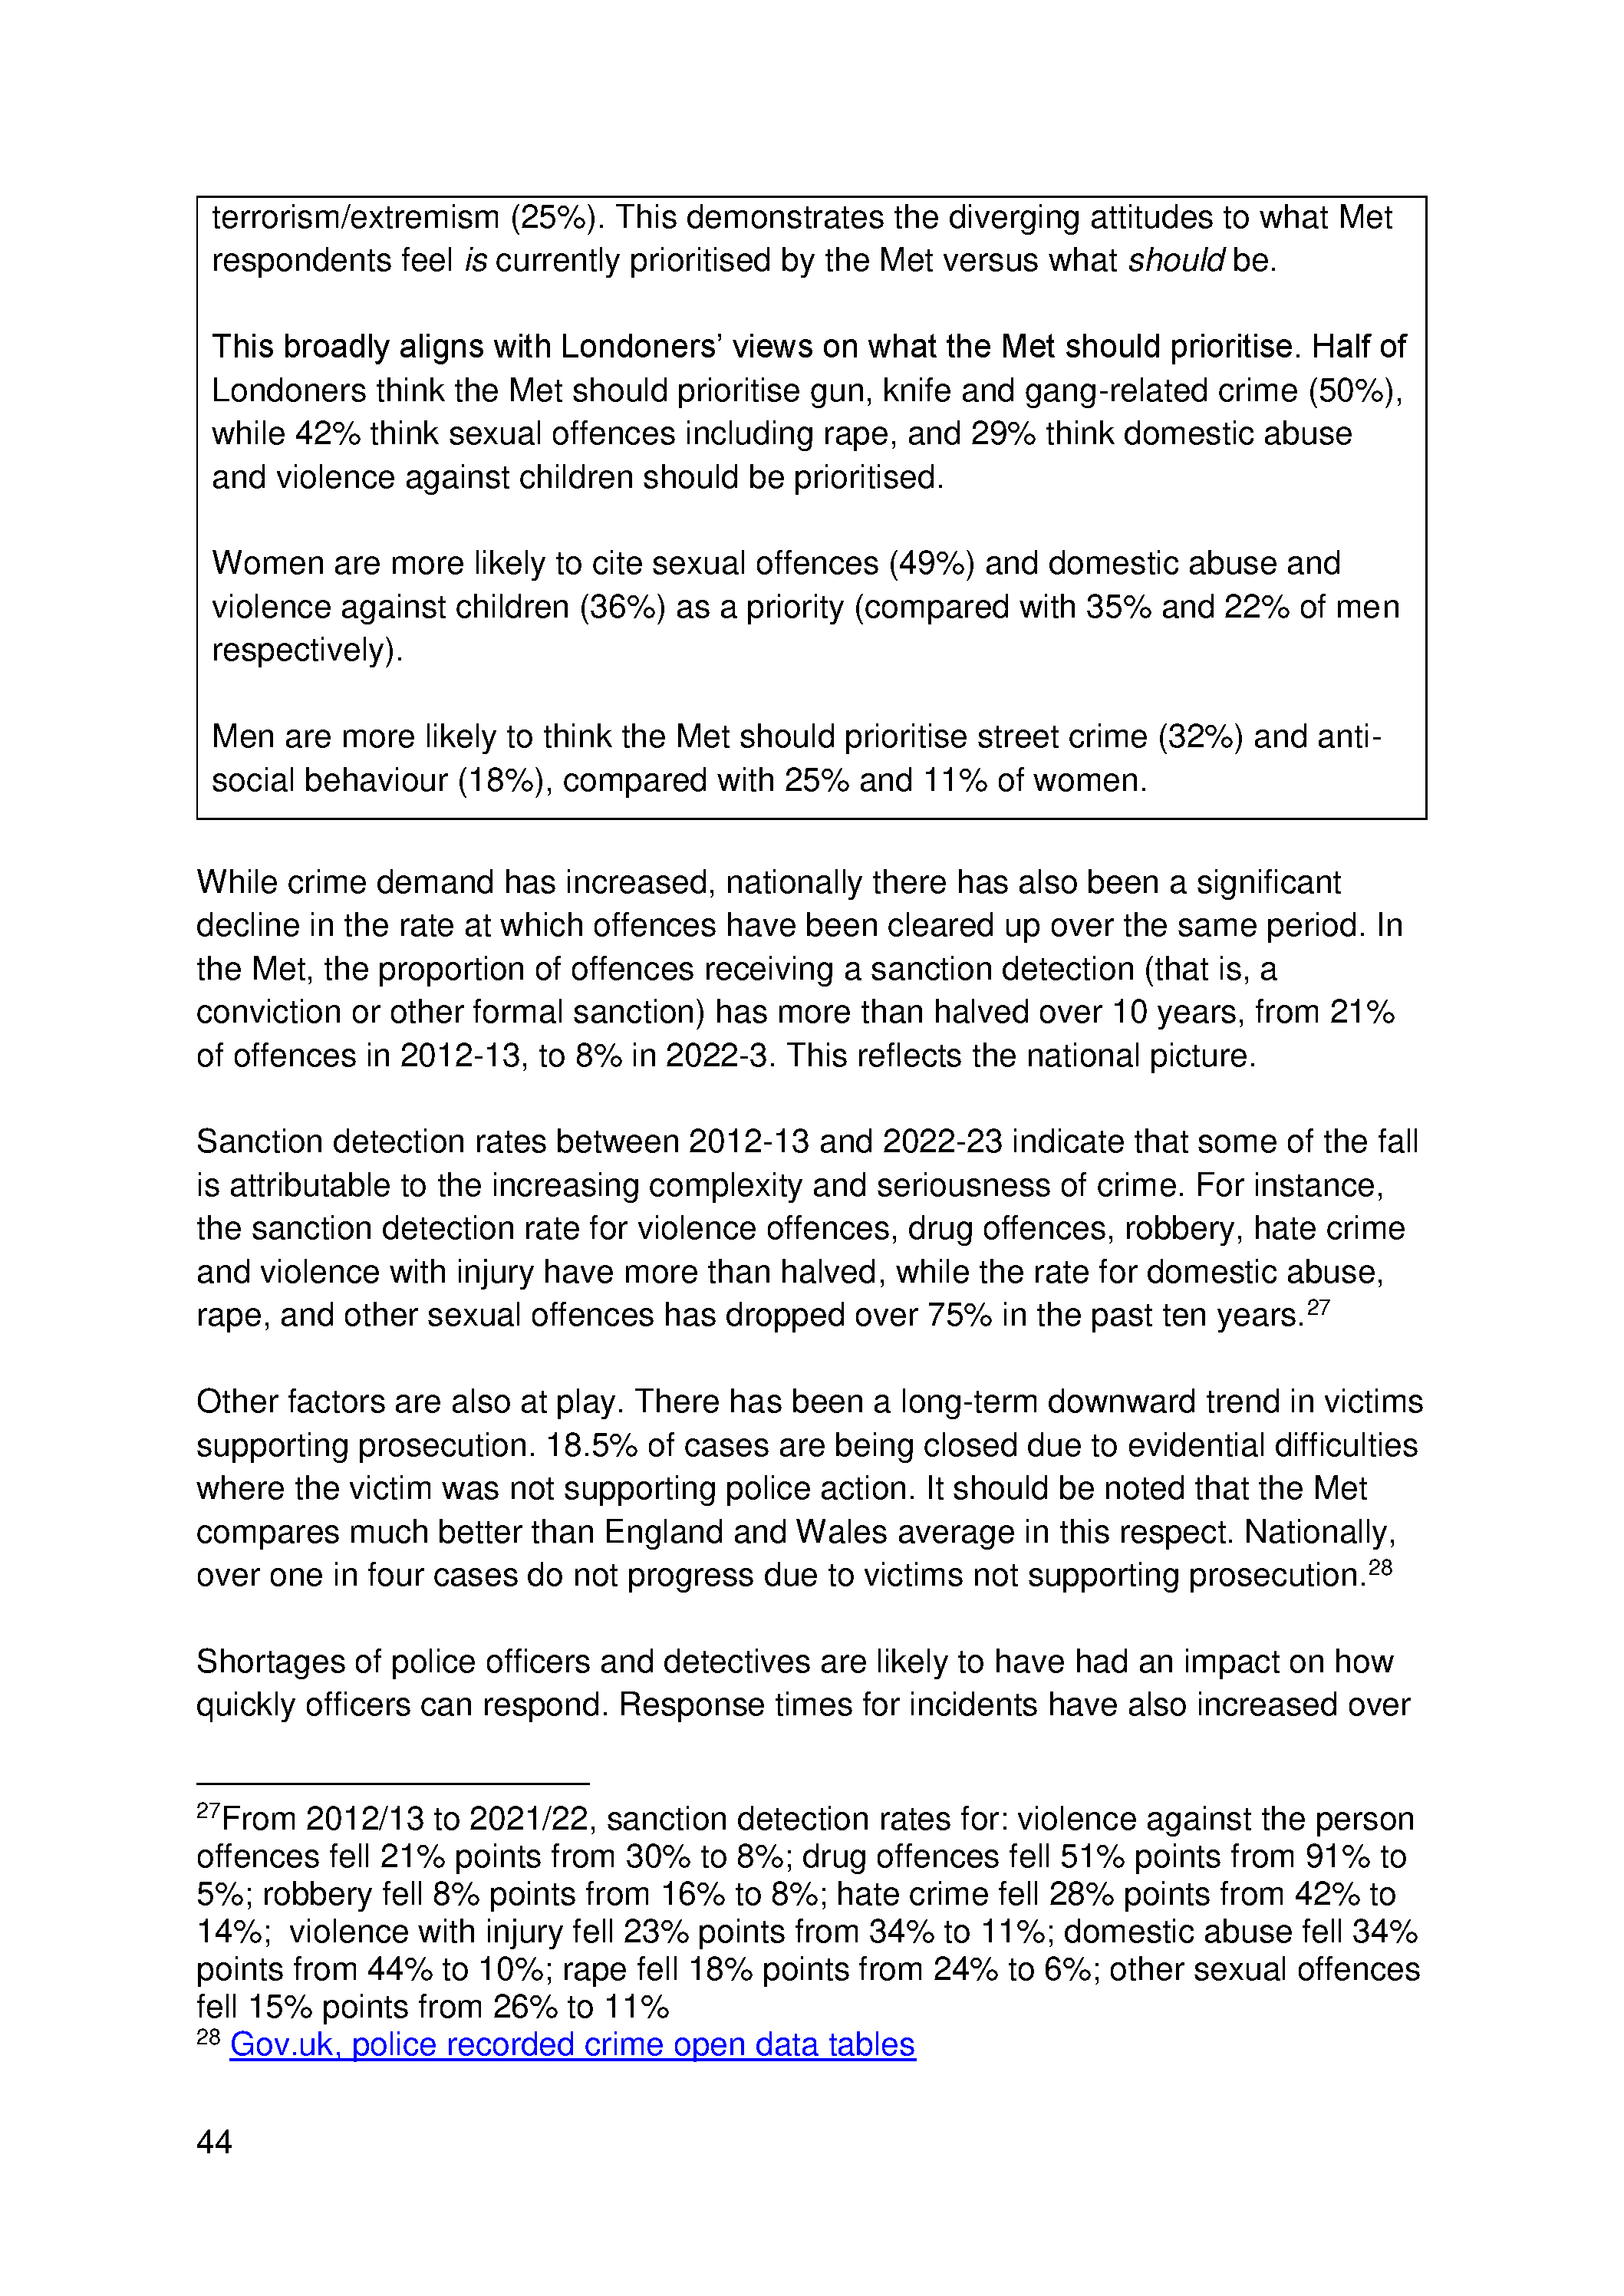 terrorism/extremism (25%). This demonstrates the diverging attitudes to what Met
respondents feel is currently prioritised by the Met versus what should be.
This broadly aligns with Londoners’ views on what the Met should prioritise. Half of
Londoners think the Met should prioritise gun, knife and gang-related crime (50%),
while 42% think sexual offences including rape, and 29% think domestic abuse
and violence against children should be prioritised.
Women are more likely to cite sexual offences (49%) and domestic abuse and
violence against children (36%) as a priority (compared with 35% and 22% of men
respectively).
Men are more likely to think the Met should prioritise street crime (32%) and anti-
social behaviour (18%), compared with 25% and 11% of women.
While crime demand has increased, nationally there has also been a significant
decline in the rate at which offences have been cleared up over the same period. In
the Met, the proportion of offences receiving a sanction detection (that is, a
conviction or other formal sanction) has more than halved over 10 years, from 21%
of offences in 2012-13, to 8% in 2022-3. This reflects the national picture.
Sanction detection rates between 2012-13 and 2022-23 indicate that some of the fall
is attributable to the increasing complexity and seriousness of crime. For instance,
the sanction detection rate for violence offences, drug offences, robbery, hate crime
and violence with injury have more than halved, while the rate for domestic abuse,
rape, and other sexual offences has dropped over 75% in the past ten years.27
Other factors are also at play. There has been a long-term downward trend in victims
supporting prosecution. 18.5% of cases are being closed due to evidential difficulties
where the victim was not supporting police action. It should be noted that the Met
compares much better than England and Wales average in this respect. Nationally,
over one in four cases do not progress due to victims not supporting prosecution.28
Shortages of police officers and detectives are likely to have had an impact on how
quickly officers can respond. Response times for incidents have also increased over
27From 2012/13 to 2021/22, sanction detection rates for: violence against the person
offences fell 21% points from 30% to 8%; drug offences fell 51% points from 91% to
5%; robbery fell 8% points from 16% to 8%; hate crime fell 28% points from 42% to
14%;  violence with injury fell 23% points from 34% to 11%; domestic abuse fell 34%
points from 44% to 10%; rape fell 18% points from 24% to 6%; other sexual offences
fell 15% points from 26% to 11%
28 Gov.uk, police recorded crime open data tables
44